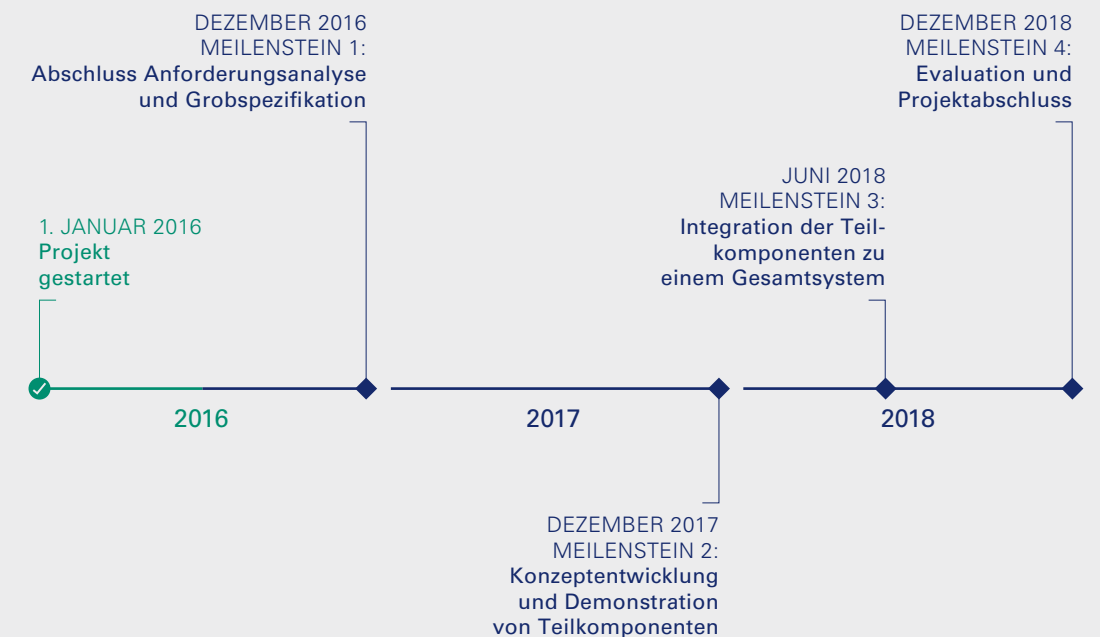 DEZEMBER 2016
MEILENSTEIN 1:
Abschluss Anforderungsanalyse
und Grobspezifikation
DEZEMBER 2018
MEILENSTEIN 4:
Evaluation und
Projektabschluss
JUNI 2018
MEILENSTEIN 3:
Integration der Teil-
komponenten zu
einem Gesamtsystem
1. JANUAR 2016
Projekt
gestartet
2016
2017
2018
DEZEMBER 2017
MEILENSTEIN 2:
Konzeptentwicklung
und Demonstration
von Teilkomponenten